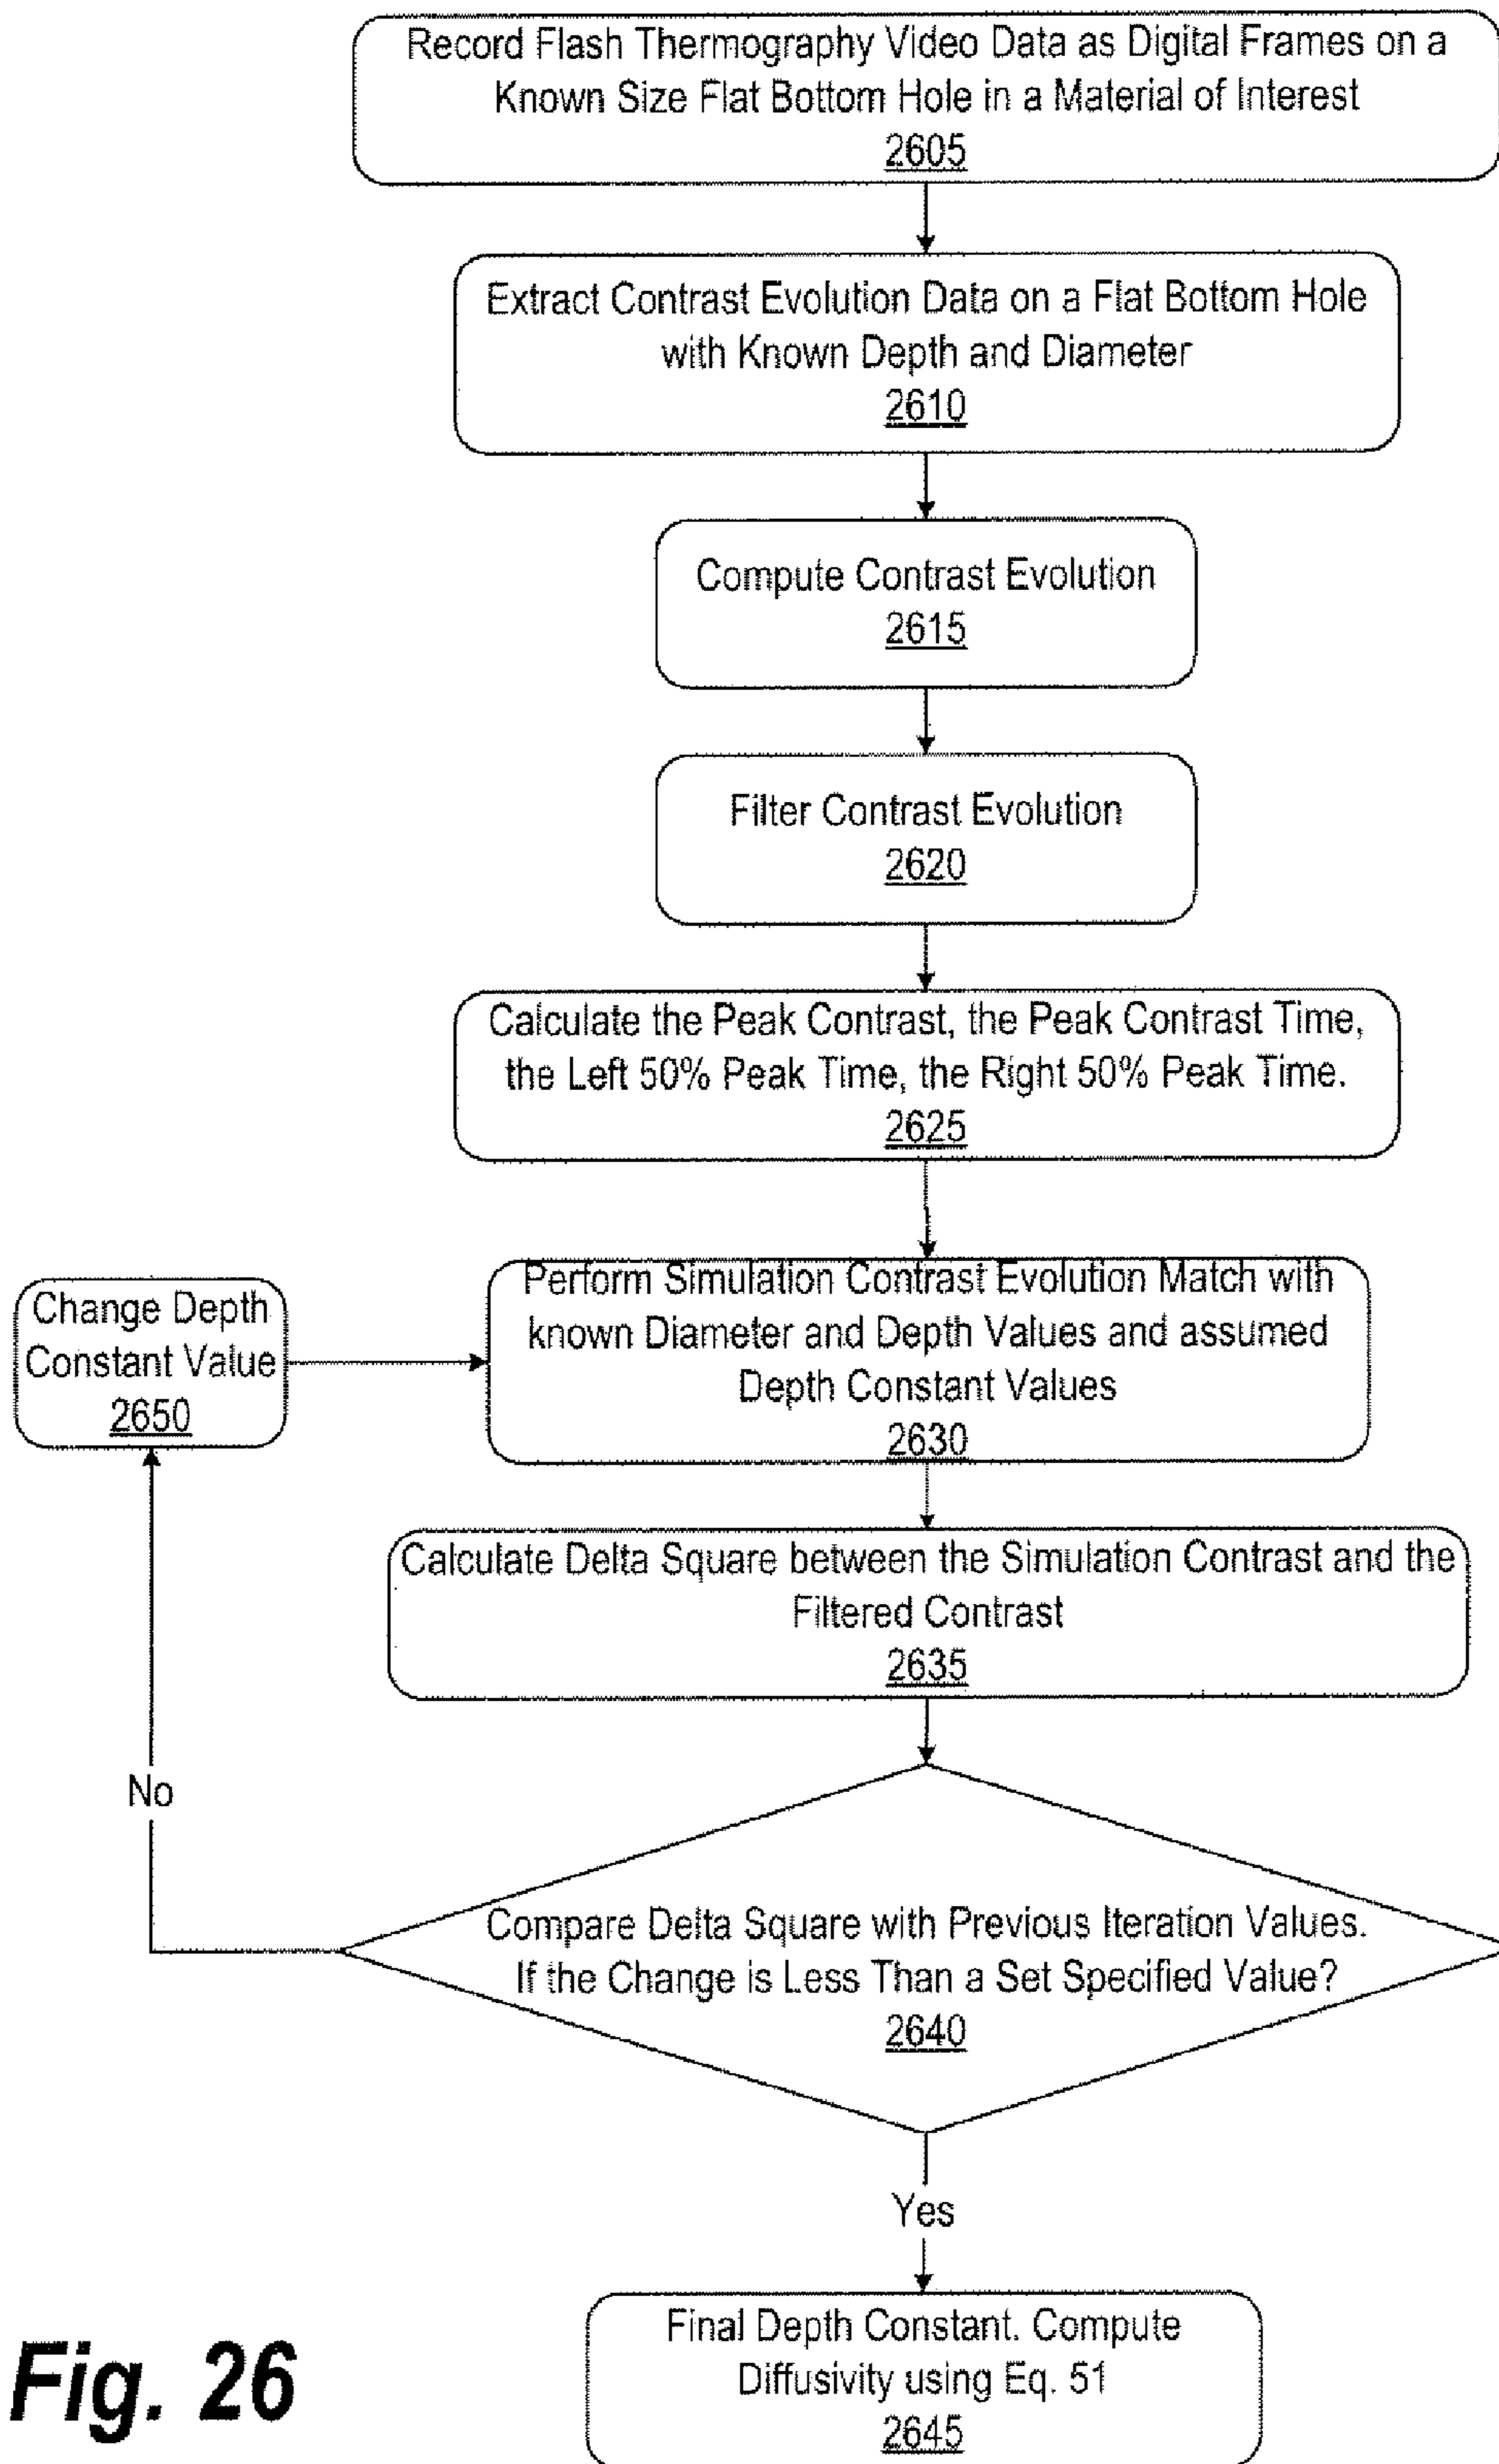 Record Flash Thermography Video Data as Digital Frames on a
Known Size Flat Bottom Hole in a Material of Interest
2605
Extract Contrast Evolution Data on a Flat Bottom Hole
with Known Depth and Diameter
2610
Compute Contrast Evolution
2615
Filter Contrast Evolution
2620
Calculate the Peak Contrast, the Peak Contrast Time,
the Left 50% Peak Time, the Right 50% Peak Time.
2625
Perform Simulation Contrast Evolution Match with
known Diameter and Depth Values and assumed
Depth Constant Values
2630
Change Depth
Constant Value
2650
Calculate Delta Square between the Simulation Contrast and the
Filtered Contrast
2635
No
Compare Delta Square with Previous Iteration Values.
If the Change is Less Than a Set Specified Value?
2640
Yes
Final Depth Constant. Compute
Diffusivity using Eq. 51
2645
Fig. 26